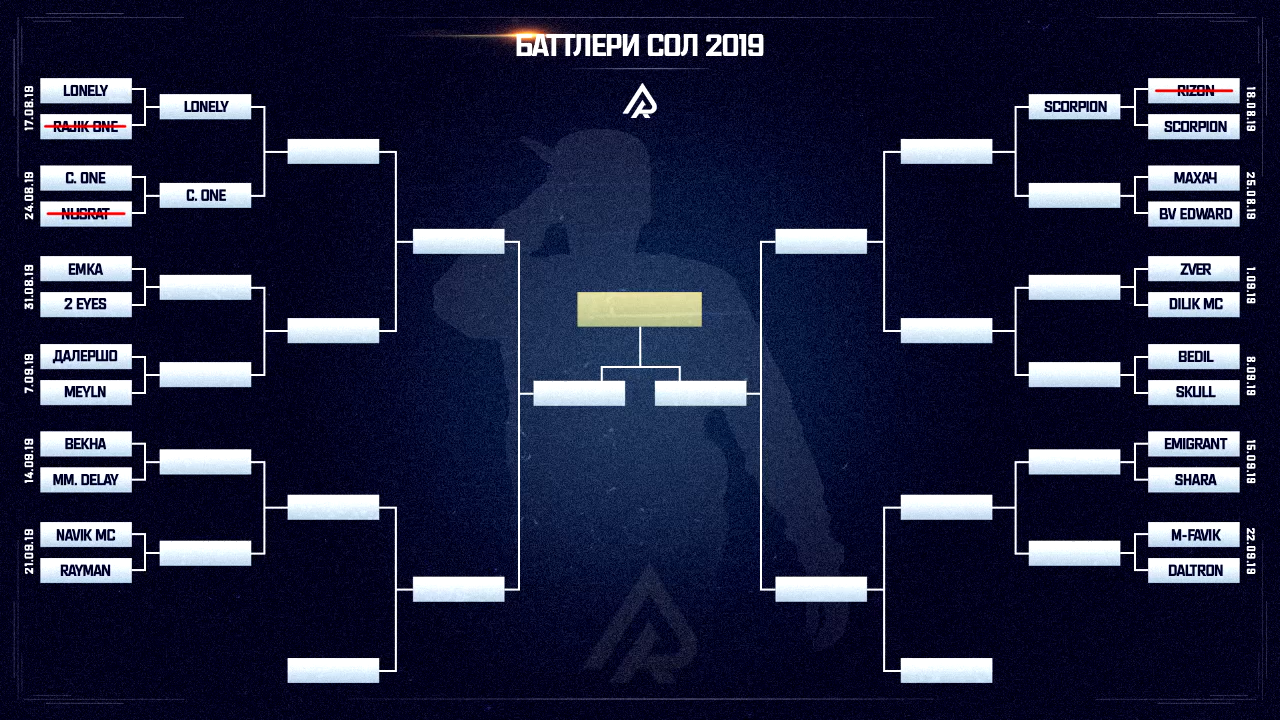 БАТТЛЕРИ СОЛ 2019
17.08.19
LONELY
RAJIK ONE
LONELY
24.08.19
C. ONE
NUSRAT
C. ONE
31.08.19
EMKA
2 EYES
7.09.19
ДАЛЕРШО
MEYLN
14.09.19
ВЕКНА
MM. DELAY
21.09.19
NAVIK MC
RAYMAN
SCORPION
RIZON
SCORPION
18.08.19
МАХАЧ
BV EDWARD
25.08.19
ZVER
DILIK MC
1.09.19
BEDIL
SKULL
8.09.19
EMIGRANT
SHARA
15.09.19
M-FAVIK
DALTRON
22.09.19